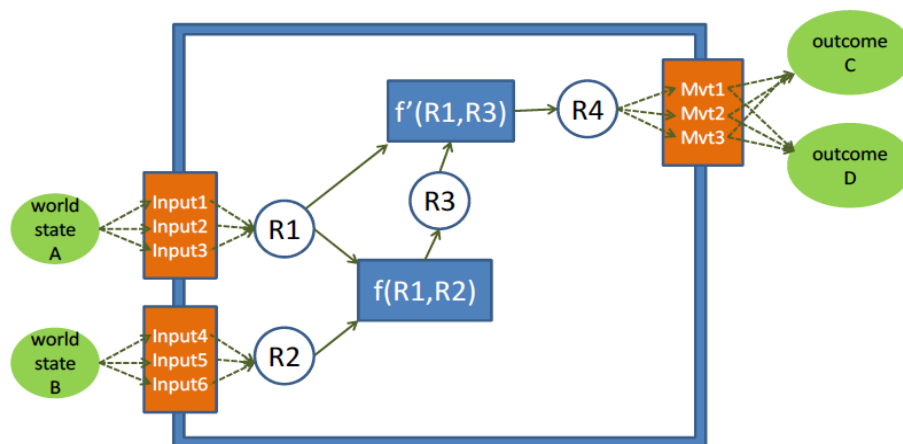 outcome
C
f'(R1,R3)
R4
Mvt1
Mvt2
Mvt3
outcome
D
world
state
A
Input1
Input2
Input3
R1
R3
f(R1,R2)
world
state
B
Input4
Input5
Input6
R2